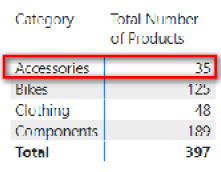 Category Total Number of Products
Accessories 35
Bikes 125
Clothing 48
Components 189
Total 397